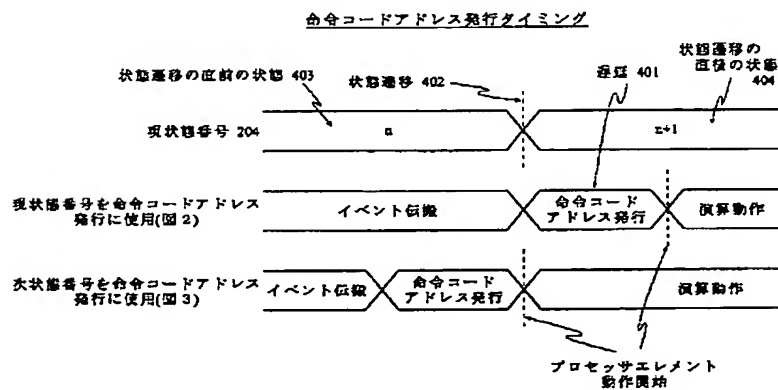 命令コードアドレス発行タイミング
状態遷移の直前の状態 403
状態遷移 402
遅延 401
状態遷移の
直後の状態
404
現状態番号 204
n
n+1
現状態番号を命令コードアドレス
発行に使用(図2)
イベント伝搬
命令コード
アドレス発行
演算動作
次状態番号を命令コードアドレス
発行に使用(図3)
イベント伝搬
命令コード
アドレス発行
演算動作
プロセッサエレメント
動作開始